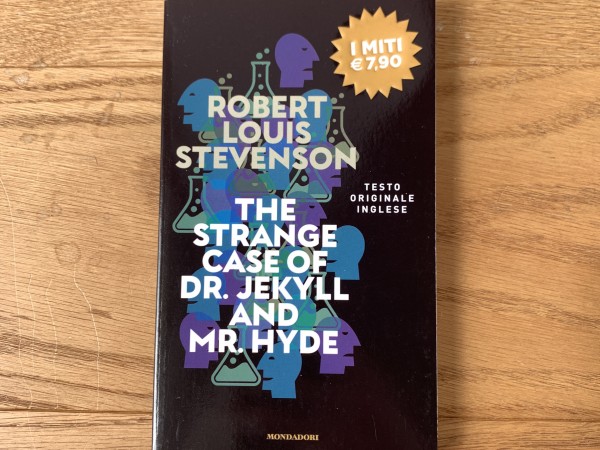 I MITI
€ 7,90
ROBERT
LOUIS
STEVENSON
TESTO
ORIGINALE
INGLESE
THE
STRANGE
CASE OF
DR. JEKYLL
AND
MR. HYDE
MONDADORI